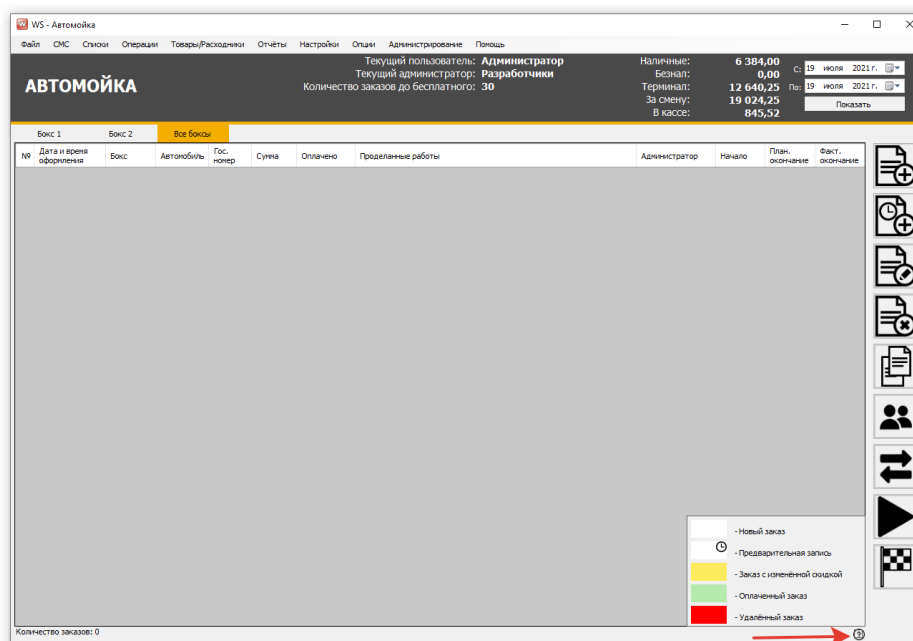 WS - Автомойка
Файл СМС Списки Операции Товары/Расходники Отчёты Настройки Опции Администрирование Помощь
АВТОМОЙКА
Текущий пользователь: Администратор
Текущий администратор: Разработчики
Количество заказов до бесплатного: 30
Наличные: 6 384,00
Безнал: 0,00
Терминал: 12 640,25
За смену: 19 024,25
В кассе: 845,52
С: 19 июля 2021 г.
По: 19 июля 2021 г.
Показать
Бокс 1 Бокс 2 Все боксы
№ Дата и время оформления Бокс Автомобиль Гос. номер Сумма Оплачено Проделанные работы Администратор Начало План. окончание Факт. окончание
- Новый заказ
- Предварительная запись
- Заказ с изменённой скидкой
- Оплаченный заказ
- Удалённый заказ
Количество заказов: 0